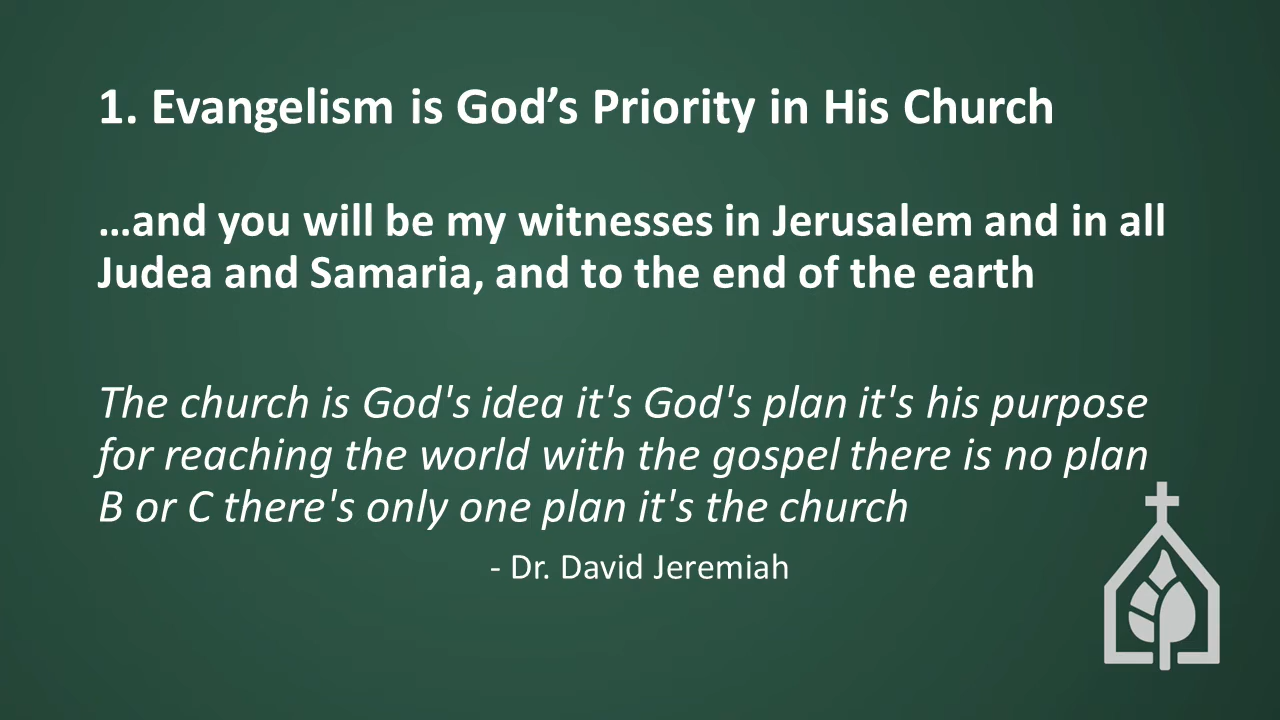 1. Evangelism is God’s Priority in His Church
…and you will be my witnesses in Jerusalem and in all
Judea and Samaria, and to the end of the earth
The church is God's idea it's God's plan it's his purpose
for reaching the world with the gospel there is no plan
B or C there's only one plan it's the church
- Dr. David Jeremiah